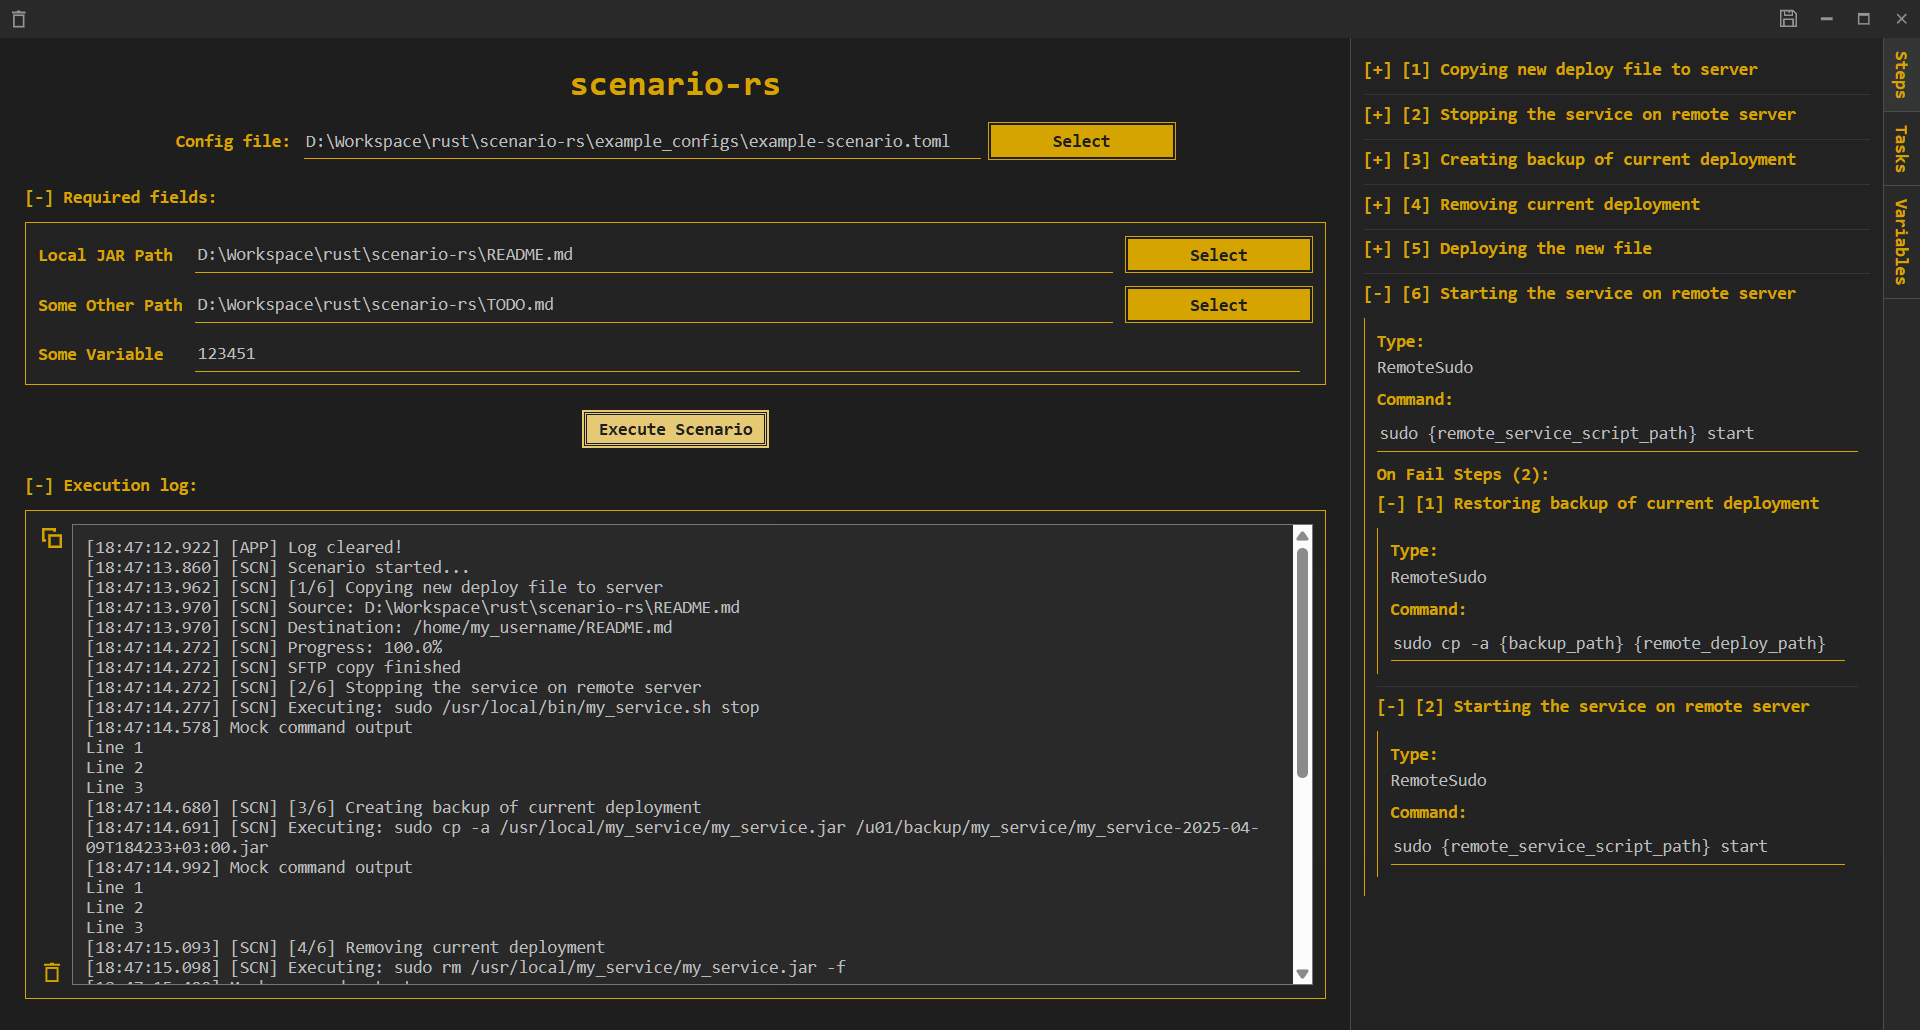 scenario-rs
Config file: D:\Workspace\rust\scenario-rs\example_configs\example-scenario.toml Select
[-] Required fields:
Local JAR Path D:\Workspace\rust\scenario-rs\README.md Select
Some Other Path D:\Workspace\rust\scenario-rs\TODO.md Select
Some Variable 123451
Execute Scenario
[-] Execution log:
[18:47:12.922] [APP] Log cleared!
[18:47:13.860] [SCN] Scenario started...
[18:47:13.962] [SCN] [1/6] Copying new deploy file to server
[18:47:13.970] [SCN] Source: D:\Workspace\rust\scenario-rs\README.md
[18:47:13.970] [SCN] Destination: /home/my_username/README.md
[18:47:14.272] [SCN] Progress: 100.0%
[18:47:14.272] [SCN] SFTP copy finished
[18:47:14.272] [SCN] [2/6] Stopping the service on remote server
[18:47:14.277] [SCN] Executing: sudo /usr/local/bin/my_service.sh stop
[18:47:14.578] Mock command output
Line 1
Line 2
Line 3
[18:47:14.680] [SCN] [3/6] Creating backup of current deployment
[18:47:14.691] [SCN] Executing: sudo cp -a /usr/local/my_service/my_service.jar /u01/backup/my_service/my_service-2025-04-
09T184233+03:00.jar
[18:47:14.992] Mock command output
Line 1
Line 2
Line 3
[18:47:15.093] [SCN] [4/6] Removing current deployment
[18:47:15.098] [SCN] Executing: sudo rm /usr/local/my_service/my_service.jar -f
[+] [1] Copying new deploy file to server
[+] [2] Stopping the service on remote server
[+] [3] Creating backup of current deployment
[+] [4] Removing current deployment
[+] [5] Deploying the new file
[-] [6] Starting the service on remote server
Type:
RemoteSudo
Command:
sudo {remote_service_script_path} start
On Fail Steps (2):
[-] [1] Restoring backup of current deployment
Type:
RemoteSudo
Command:
sudo cp -a {backup_path} {remote_deploy_path}
[-] [2] Starting the service on remote server
Type:
RemoteSudo
Command:
sudo {remote_service_script_path} start
Steps
Tasks
Variables